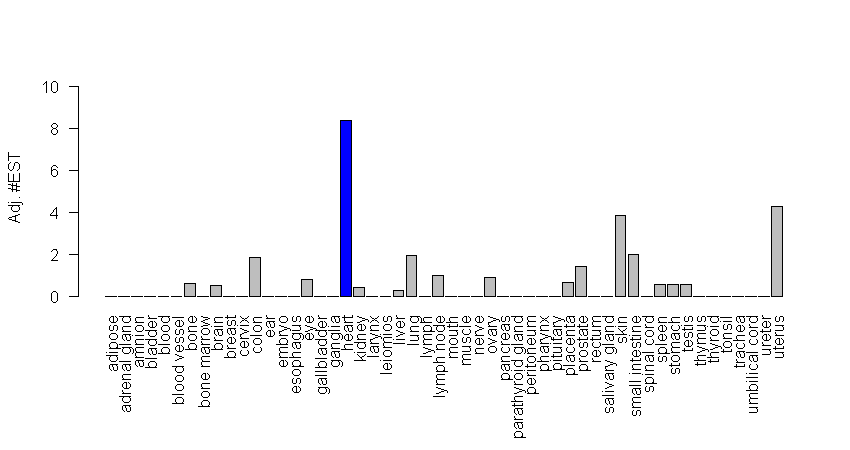 10
8
6
4
2
0
Adj. #EST
adipose
adrenal gland
amnion
bladder
blood
blood vessel
bone
bone marrow
brain
breast
cervix
colon
ear
embryo
esophagus
eye
gallbladder
ganglia
heart
kidney
larynx
leiomios
liver
lung
lymph
lymph node
mouth
muscle
nerve
ovary
pancreas
parathyroid gland
peritoneum
pharynx
pituitary
placenta
prostate
rectum
salivary gland
skin
small intestine
spinal cord
spleen
stomach
testis
thymus
thyroid
tonsil
trachea
umbilical cord
ureter
uterus